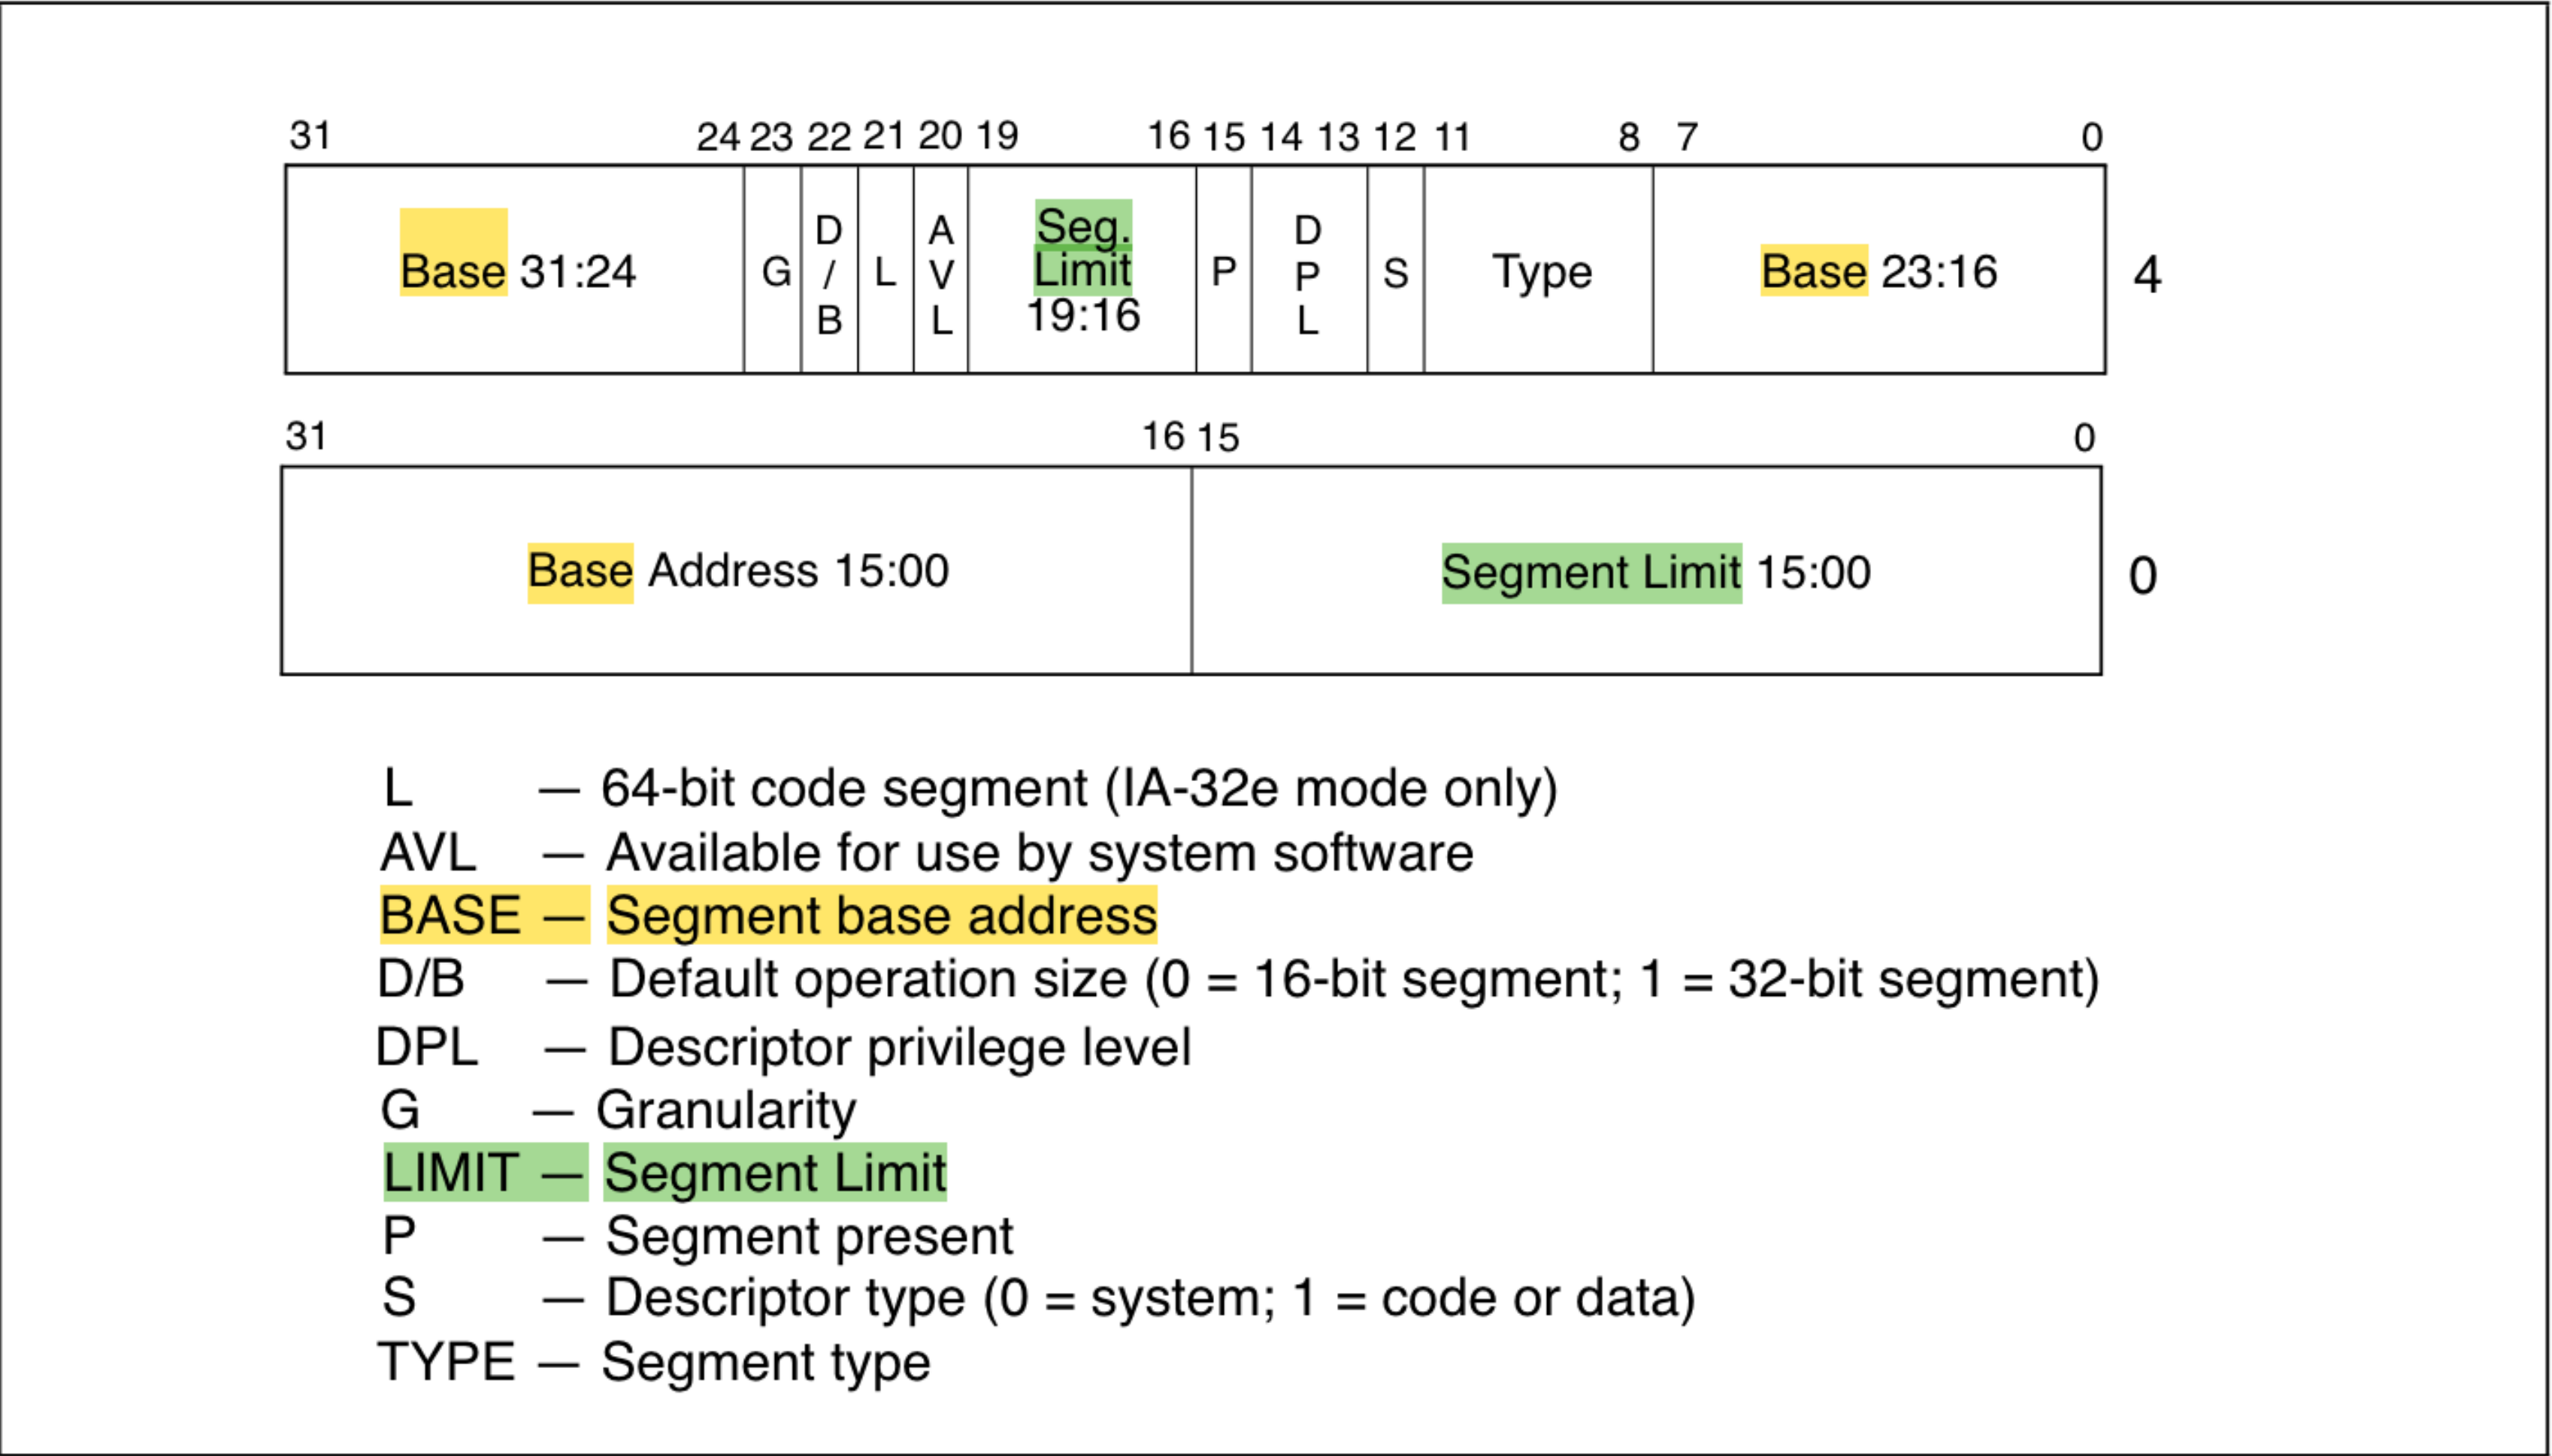 31 24 23 22 21 20 19 16 15 14 13 12 11 8 7 0
Base 31:24 G D/B L AVL Seg. Limit 19:16 P DPL S Type Base 23:16 4
31 16 15 0
Base Address 15:00 Segment Limit 15:00 0
L — 64-bit code segment (IA-32e mode only)
AVL — Available for use by system software
BASE — Segment base address
D/B — Default operation size (0 = 16-bit segment; 1 = 32-bit segment)
DPL — Descriptor privilege level
G — Granularity
LIMIT — Segment Limit
P — Segment present
S — Descriptor type (0 = system; 1 = code or data)
TYPE — Segment type